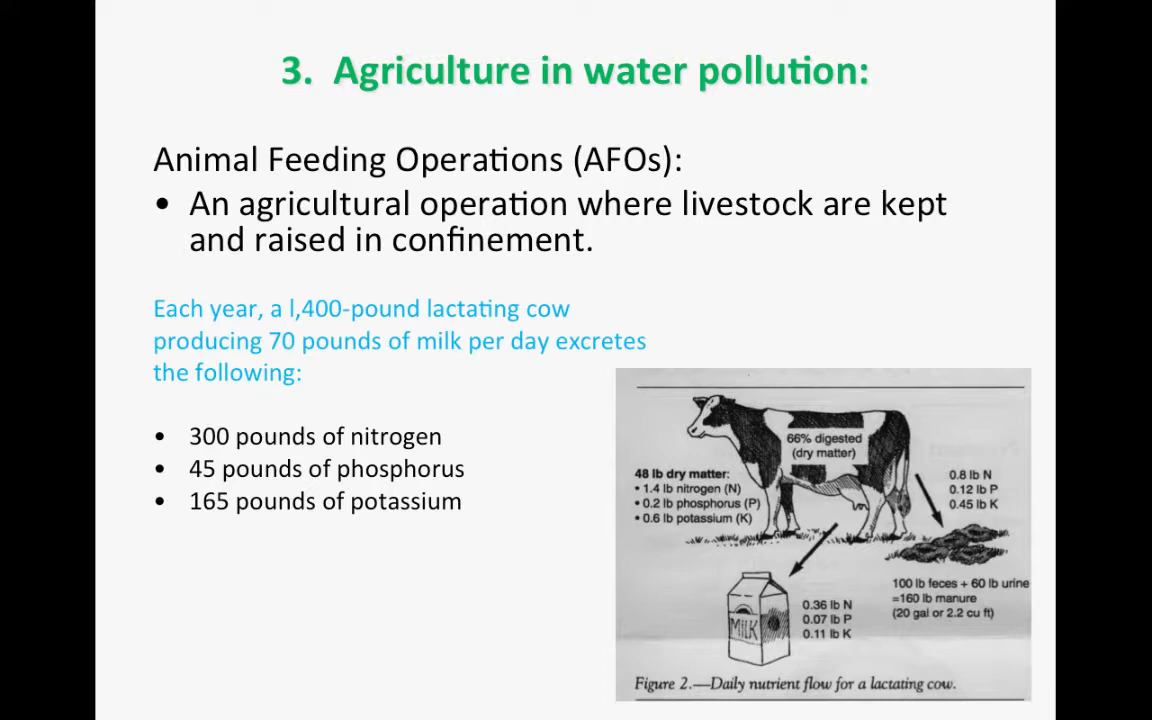 3. Agriculture in water pollution:
Animal Feeding Operations (AFOs):
• An agricultural operation where livestock are kept
and raised in confinement.
Each year, a l,400-pound lactating cow
producing 70 pounds of milk per day excretes
the following:
• 300 pounds of nitrogen
• 45 pounds of phosphorus
• 165 pounds of potassium
66% digested
(dry matter)
48 lb dry matter:
• 1.4 lb nitrogen (N)
• 0.2 lb phosphorus (P)
• 0.6 lb potassium (K)
0.8 lb N
0.12 lb P
0.45 lb K
100 lb feces + 60 lb urine
=160 lb manure
(20 gal or 2.2 cu ft)
MILK
0.36 lb N
0.07 lb P
0.11 lb K
Figure 2.—Daily nutrient flow for a lactating cow.